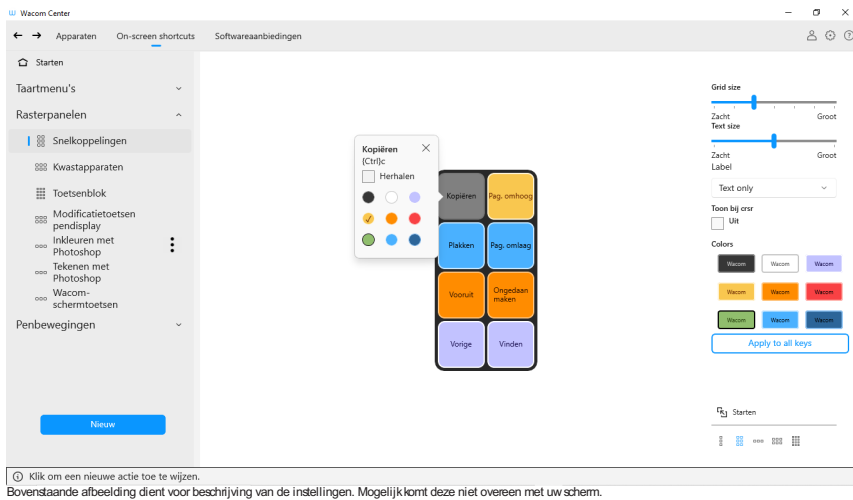 Wacom Center
Apparaten On-screen shortcuts Softwareaanbiedingen
Starten
Taartmenu's
Rasterpanelen
Snelkoppelingen
Kwastapparaten
Toetsenblok
Modificatietoetsen
pendisplay
Inkleuren met
Photoshop
Tekenen met
Photoshop
Wacom-
schermtoetsen
Penbewegingen
Nieuw
Kopiëren
{Ctrl}c
Herhalen
Kopiëren Pag. omhoog
Plakken Pag. omlaag
Vooruit Ongedaan
maken
Vorige Vinden
Grid size
Zacht Groot
Text size
Zacht Groot
Label
Text only
Toon bij crsr
Uit
Colors
Wacom Wacom Wacom
Wacom Wacom Wacom
Wacom Wacom Wacom
Apply to all keys
Starten
Klik om een nieuwe actie toe te wijzen.
Bovenstaande afbeelding dient voor beschrijving van de instellingen. Mogelijk komt deze niet overeen met uw scherm.